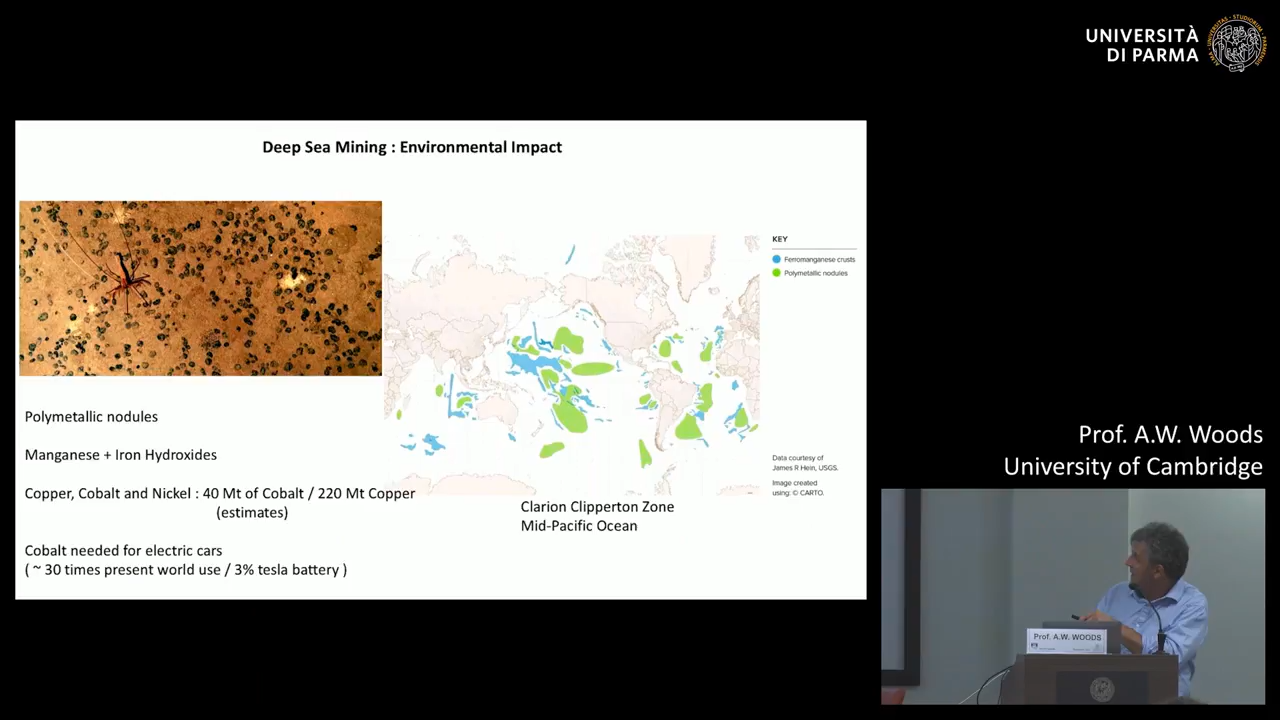 UNIVERSITÀ
DI PARMA
Deep Sea Mining : Environmental Impact
KEY
Ferromanganese crusts
Polymetallic nodules
Data courtesy of
James R Hein, USGS.
Image created
using: © CARTO.
Polymetallic nodules
Manganese + Iron Hydroxides
Copper, Cobalt and Nickel : 40 Mt of Cobalt / 220 Mt Copper
(estimates)
Clarion Clipperton Zone
Mid-Pacific Ocean
Cobalt needed for electric cars
( ~ 30 times present world use / 3% tesla battery )
Prof. A.W. Woods
University of Cambridge
Prof. A.W. WOODS